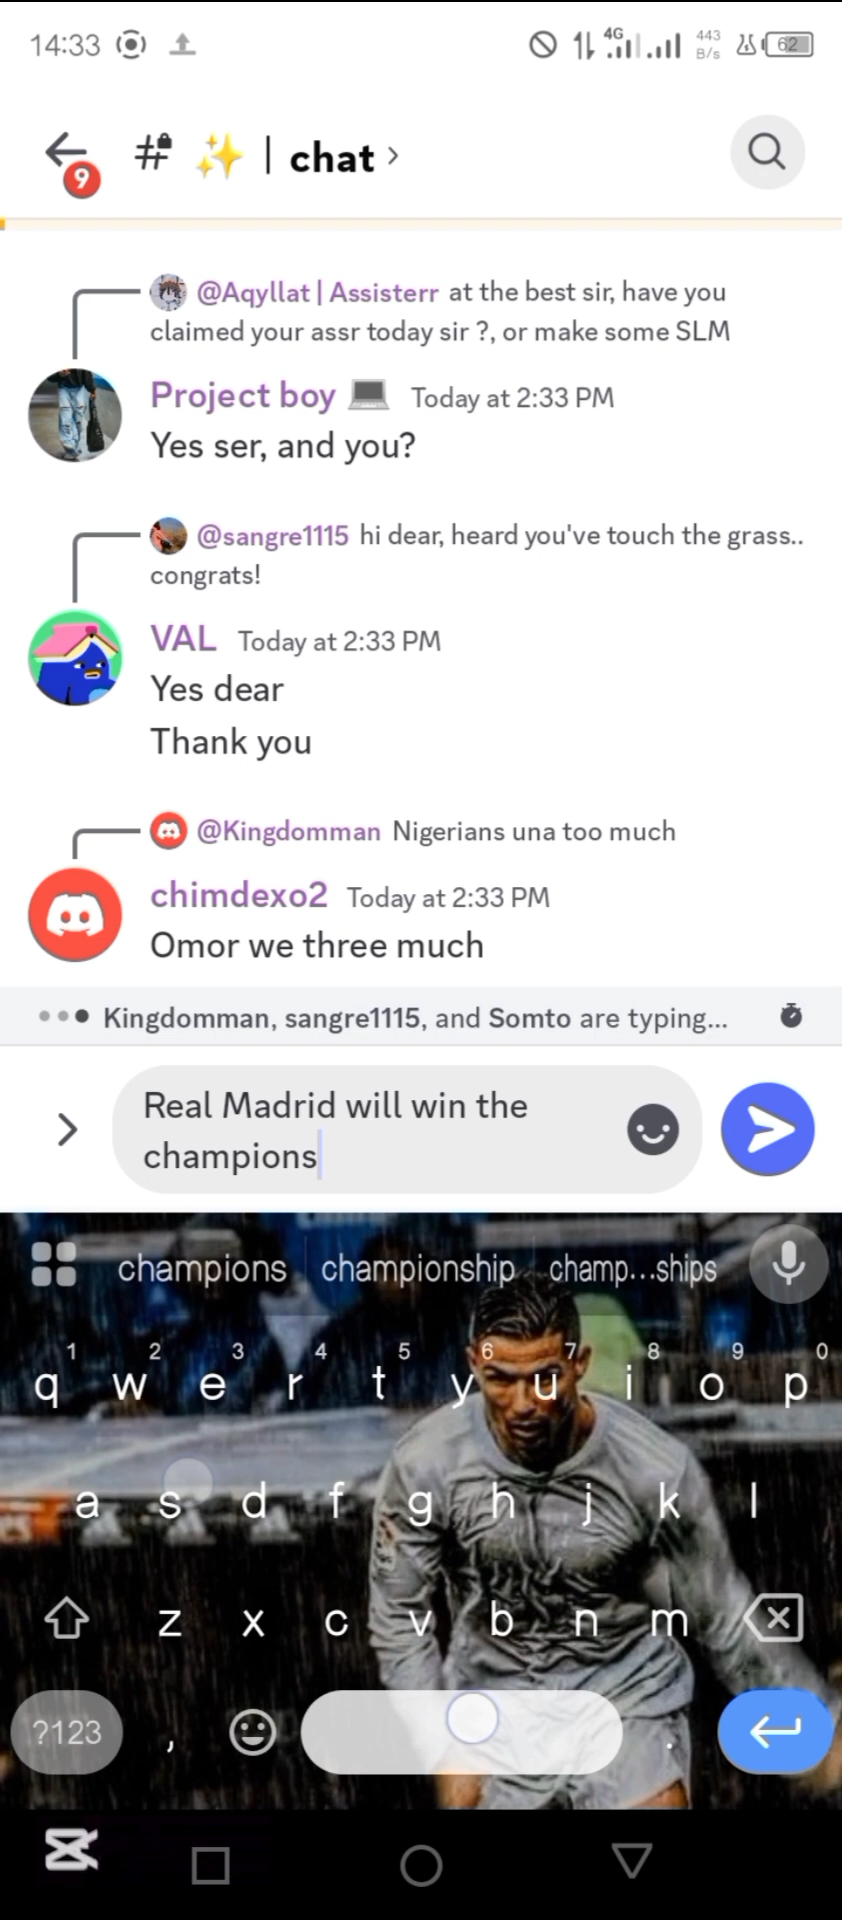 14:33 4G 443 B/s 62
9 # ✨ | chat ›
@Aqyllat | Assisterr at the best sir, have you
claimed your assr today sir ?, or make some SLM
Project boy 💻 Today at 2:33 PM
Yes ser, and you?
@sangre1115 hi dear, heard you've touch the grass..
congrats!
VAL Today at 2:33 PM
Yes dear
Thank you
@Kingdomman Nigerians una too much
chimdexo2 Today at 2:33 PM
Omor we three much
Kingdomman, sangre1115, and Somto are typing...
Real Madrid will win the
champions
champions championship champ...ships
1 2 3 4 5 6 7 8 9 0
q w e r t y u i o p
a s d f g h j k l
z x c v b n m
?123 , .